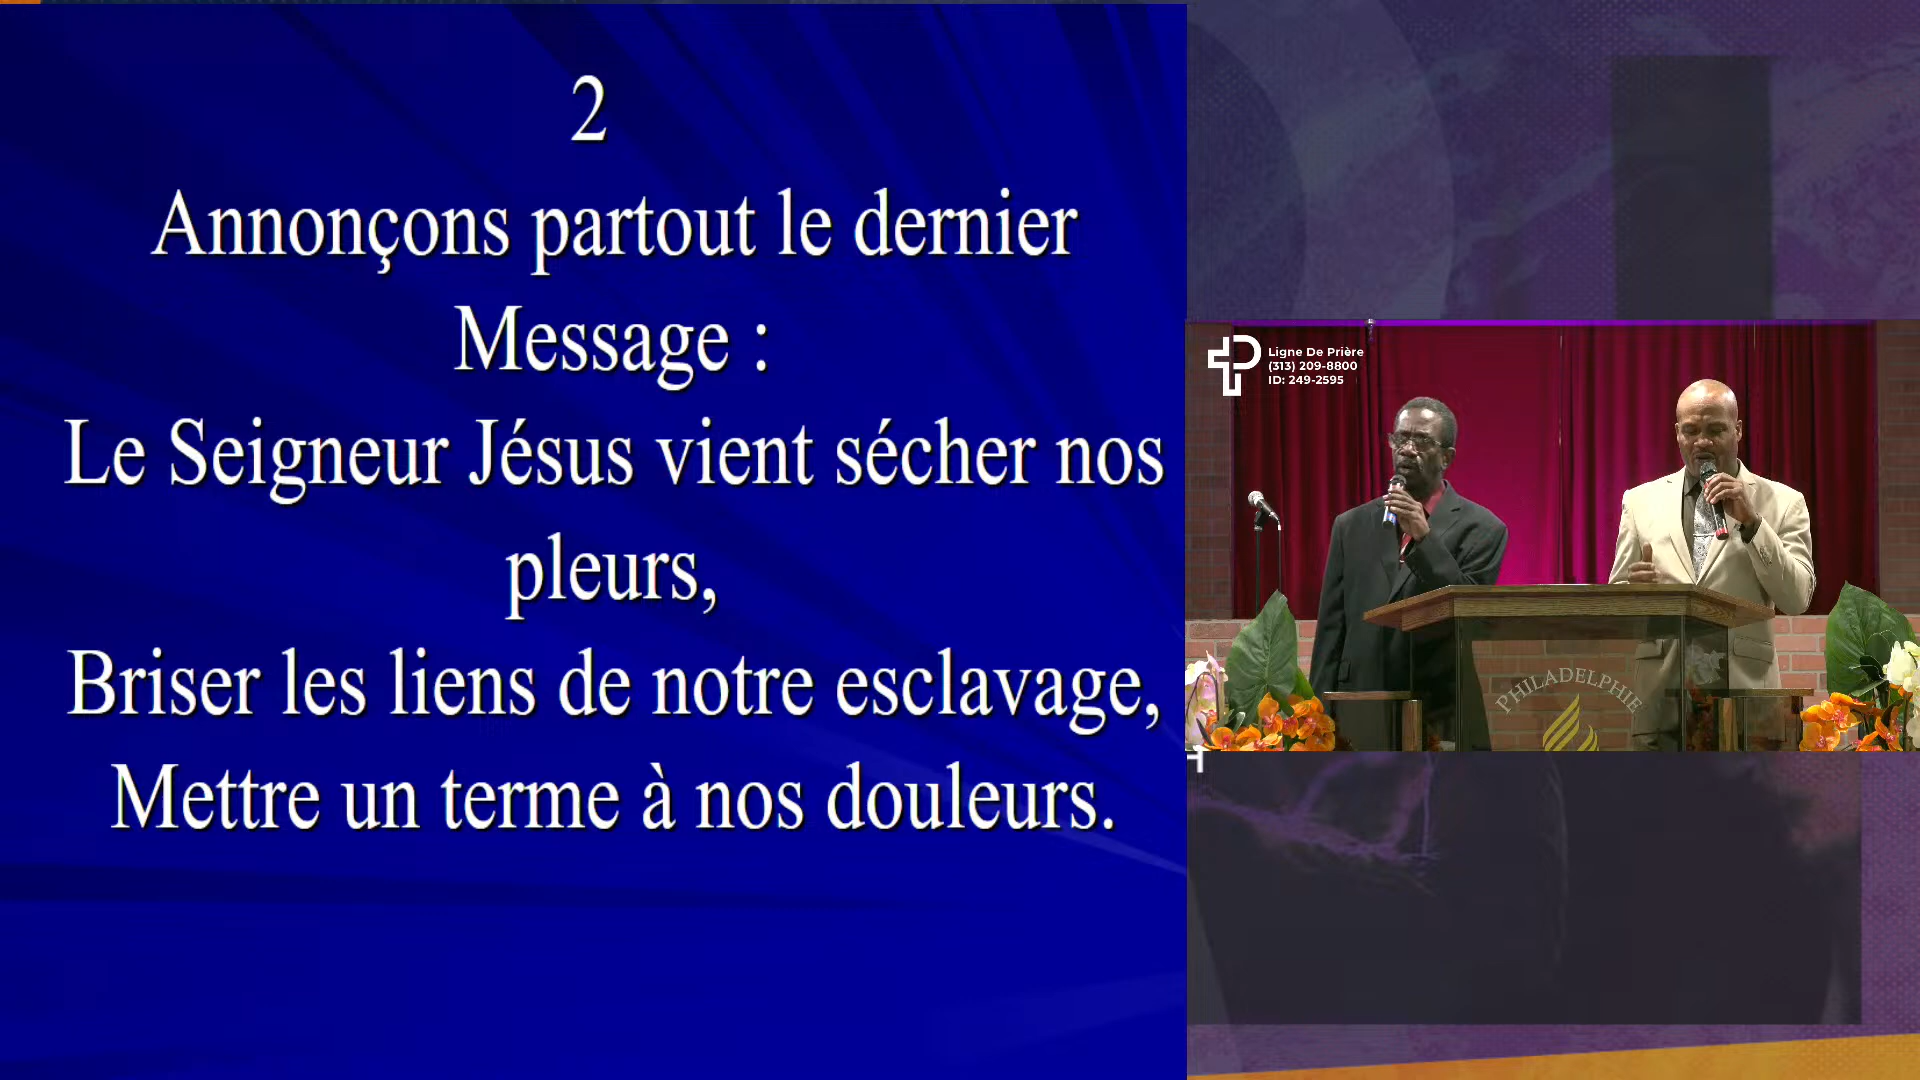 2
Annonçons partout le dernier
Message :
Le Seigneur Jésus vient sécher nos
pleurs,
Briser les liens de notre esclavage,
Mettre un terme à nos douleurs.
Ligne De Prière
(313) 209-8800
ID: 249-2595
PHILADELPHIE